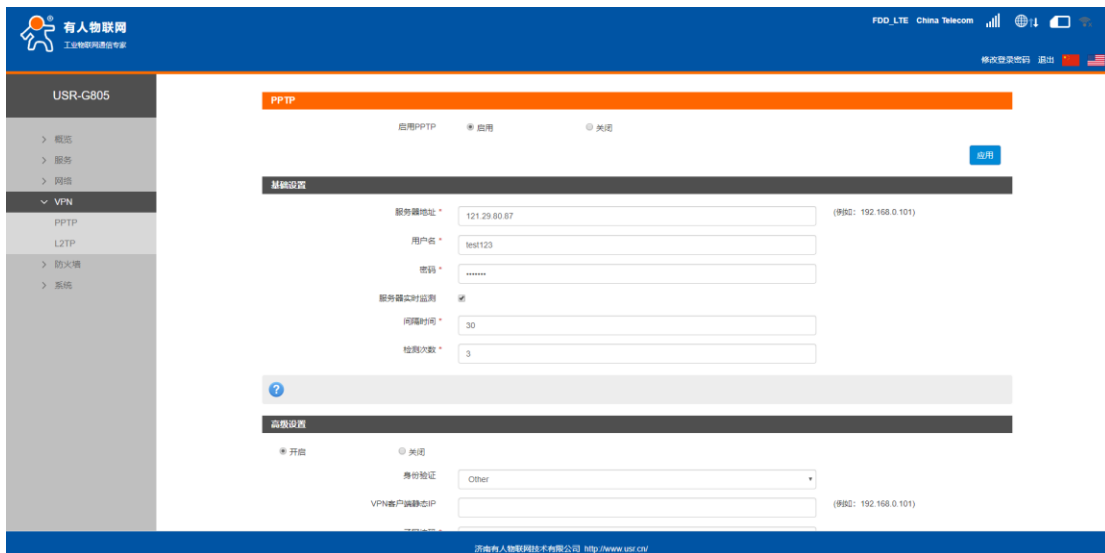 有人物联网
工业物联网通信专家
FDD_LTE China Telecom
修改登录密码 退出
USR-G805
> 概览
> 服务
> 网络
VPN
PPTP
L2TP
> 防火墙
> 系统
PPTP
启用PPTP 启用 关闭
应用
基础设置
服务器地址 * 121.29.80.87 (例如：192.168.0.101)
用户名 * test123
密码 * •••••••
服务器实时监测
间隔时间 * 30
检测次数 * 3
?
高级设置
开启 关闭
身份验证 Other
VPN客户端静态IP (例如：192.168.0.101)
济南有人物联网技术有限公司 http://www.usr.cn/